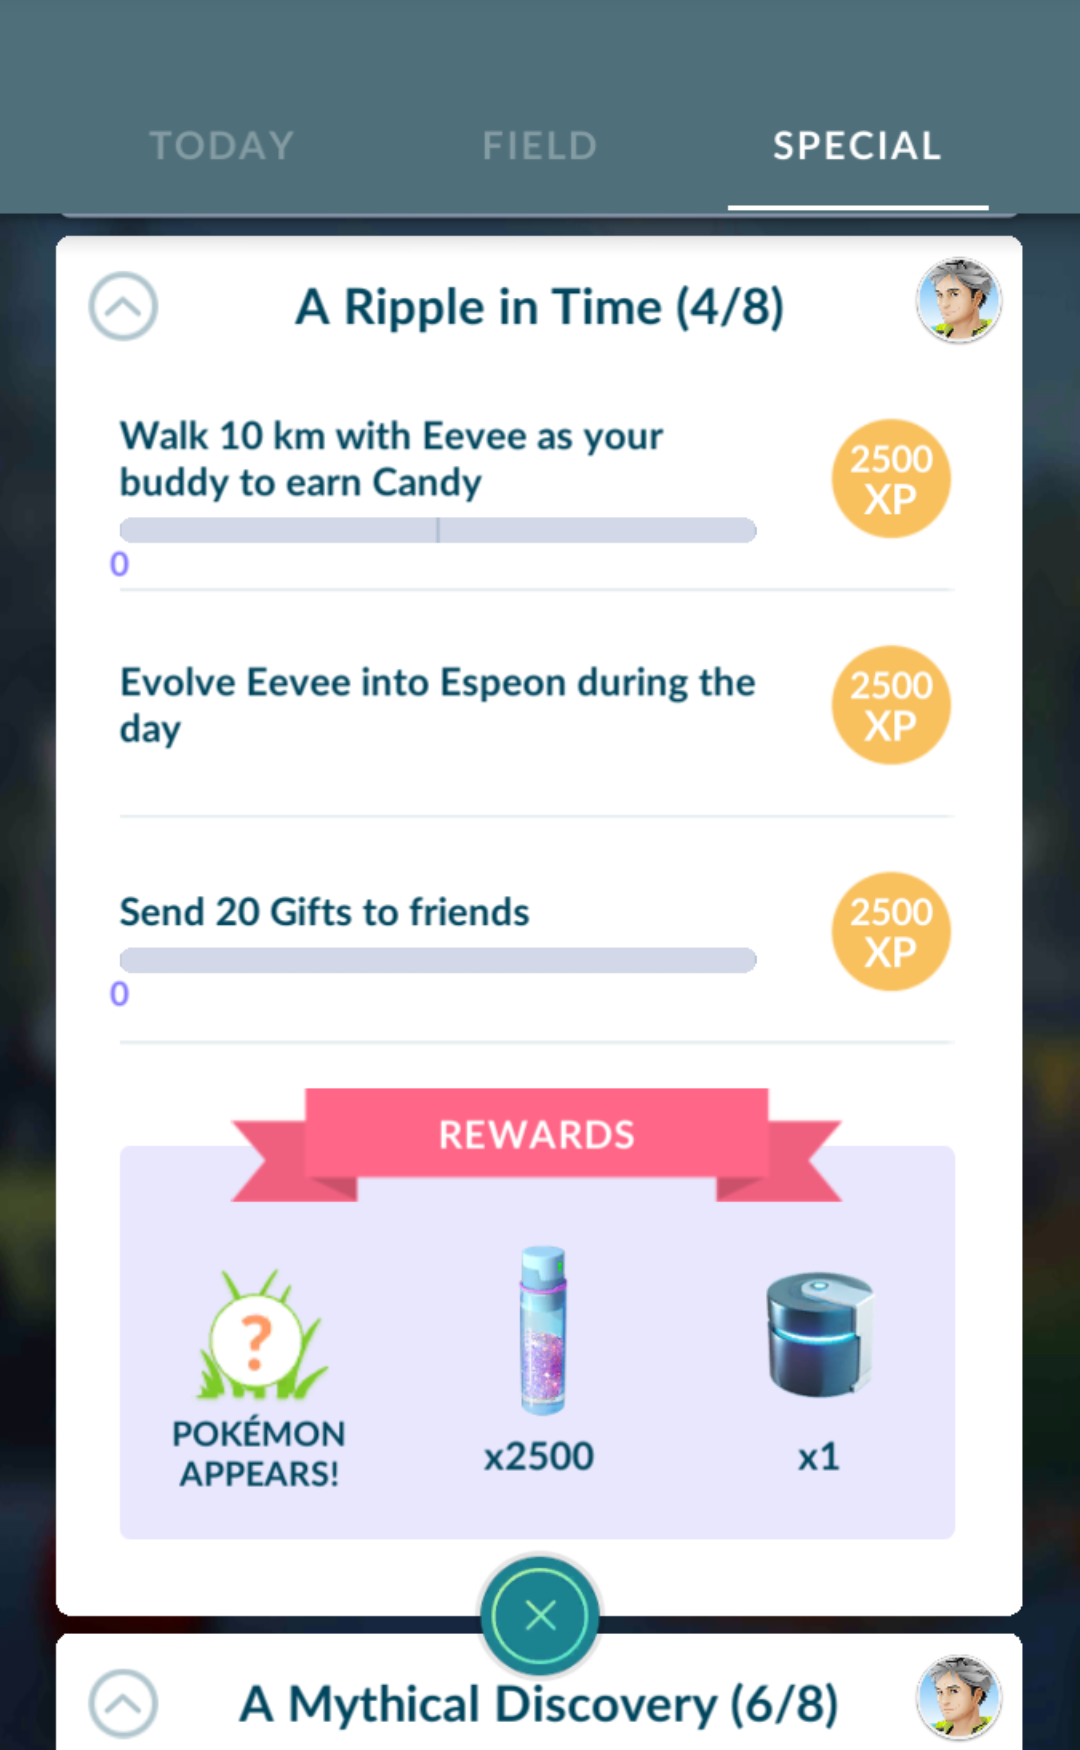 TODAY FIELD SPECIAL
A Ripple in Time (4/8)
Walk 10 km with Eevee as your
buddy to earn Candy
2500
XP
0
Evolve Eevee into Espeon during the
day
2500
XP
Send 20 Gifts to friends
2500
XP
0
REWARDS
?
POKÉMON
APPEARS!
x2500
x1
A Mythical Discovery (6/8)